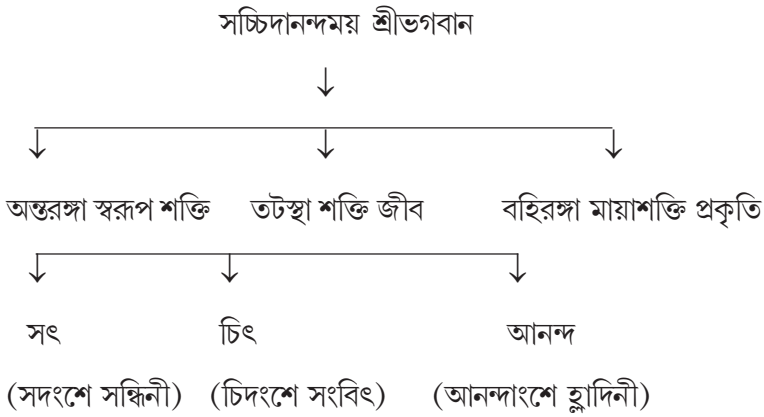 সচ্চিদানন্দময় শ্রীভগবান
অন্তরঙ্গা স্বরূপ শক্তি তটস্থা শক্তি জীব বহিরঙ্গা মায়াশক্তি প্রকৃতি
সৎ চিৎ আনন্দ
(সদংশে সন্ধিনী) (চিদংশে সংবিৎ) (আনন্দাংশে হ্লাদিনী)